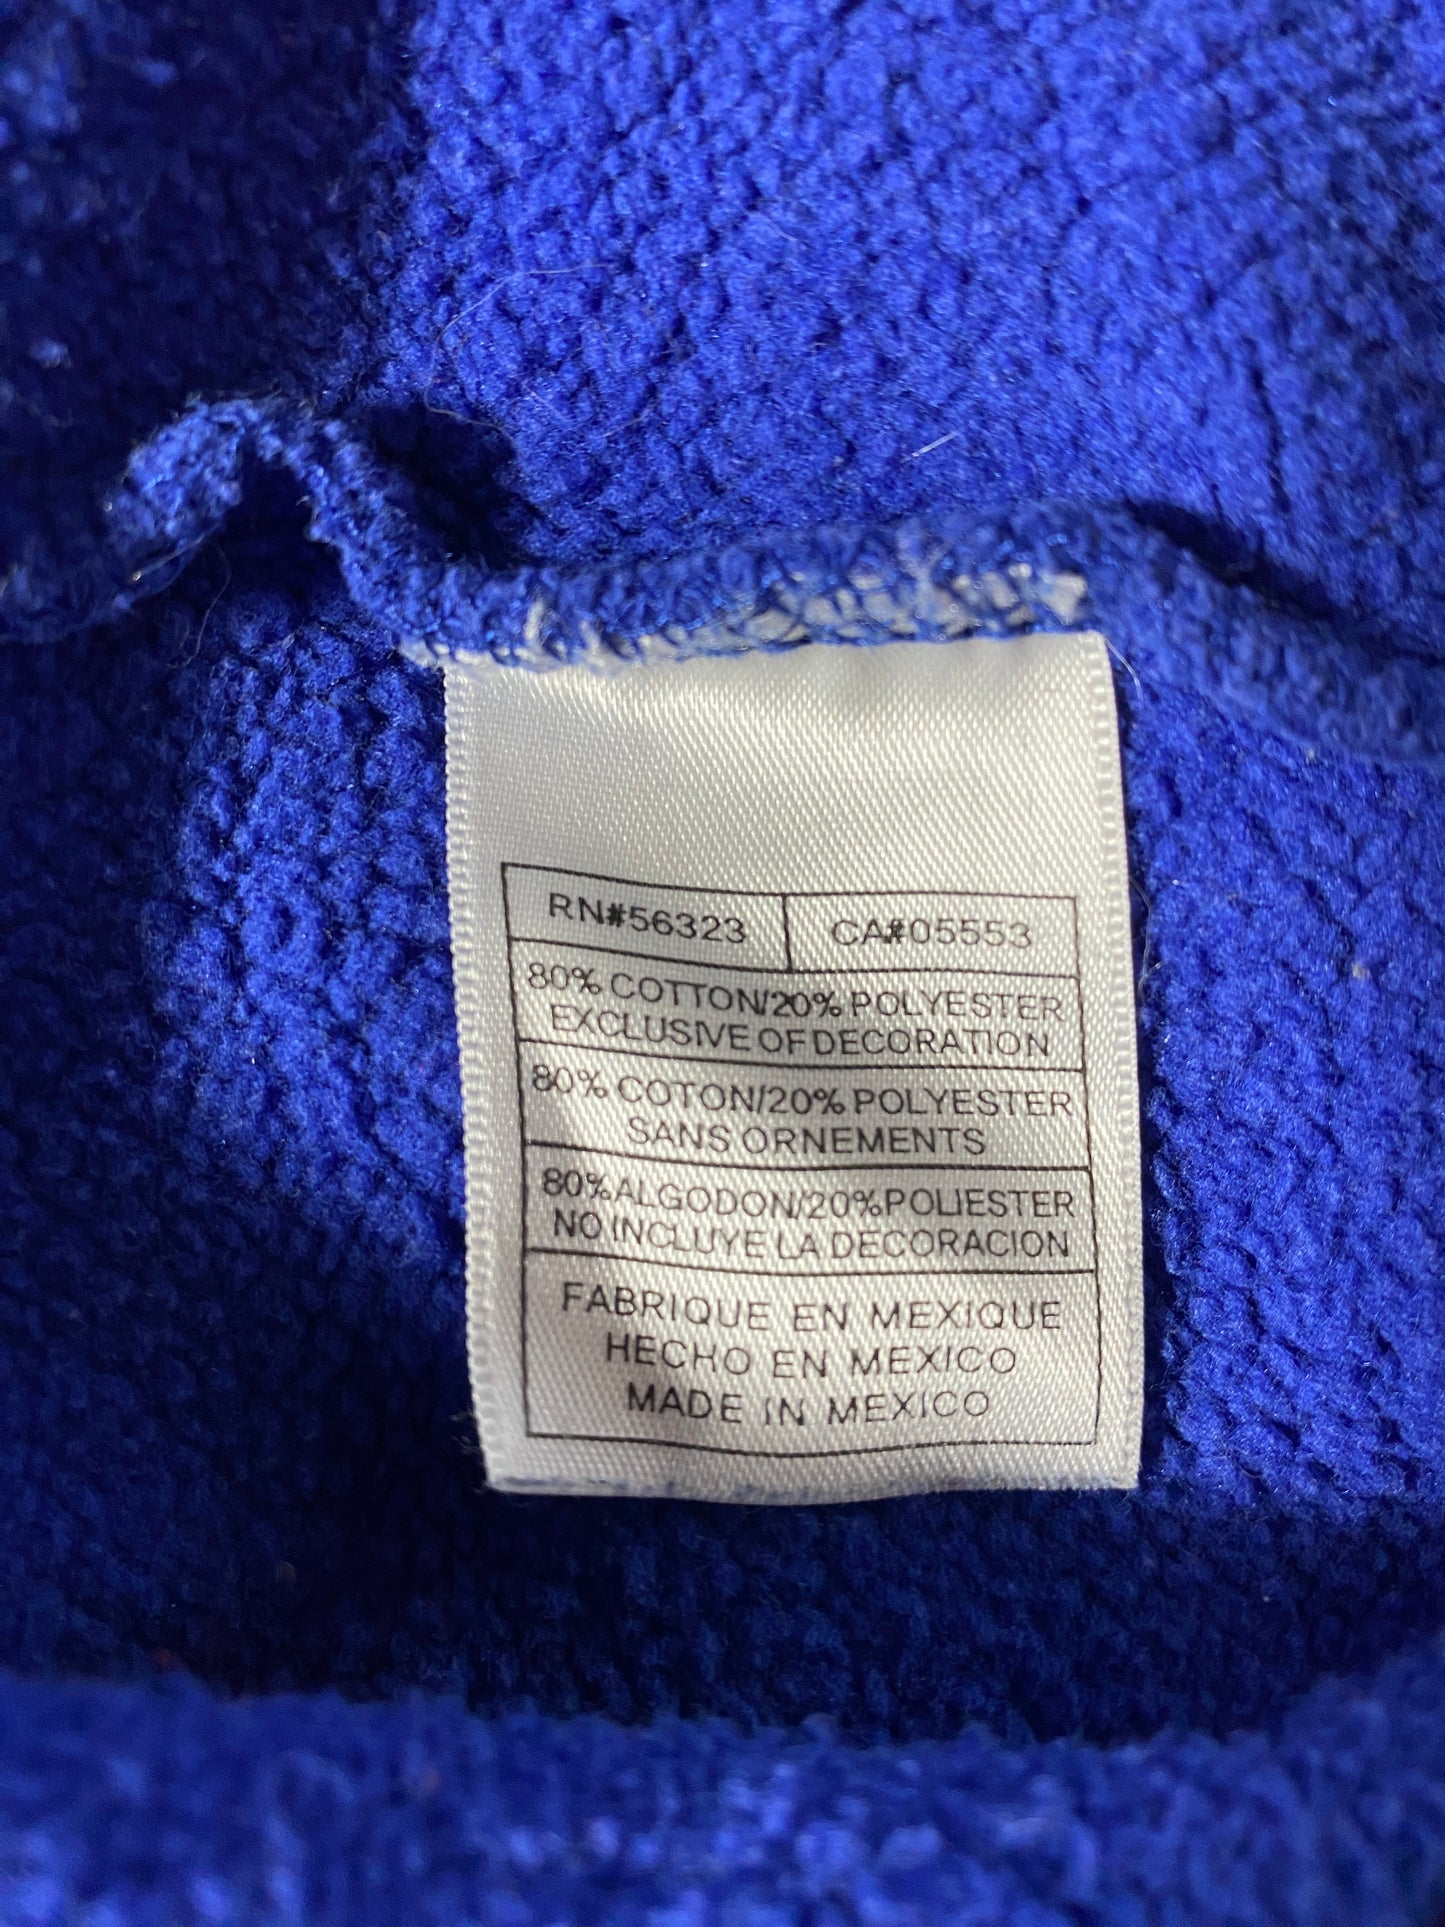 RN#56323 CA#05553
80% COTTON/20% POLYESTER
EXCLUSIVE OF DECORATION
80% COTON/20% POLYESTER
SANS ORNEMENTS
80% ALGODON/20% POLIESTER
NO INCLUYE LA DECORACION
FABRIQUE EN MEXIQUE
HECHO EN MEXICO
MADE IN MEXICO